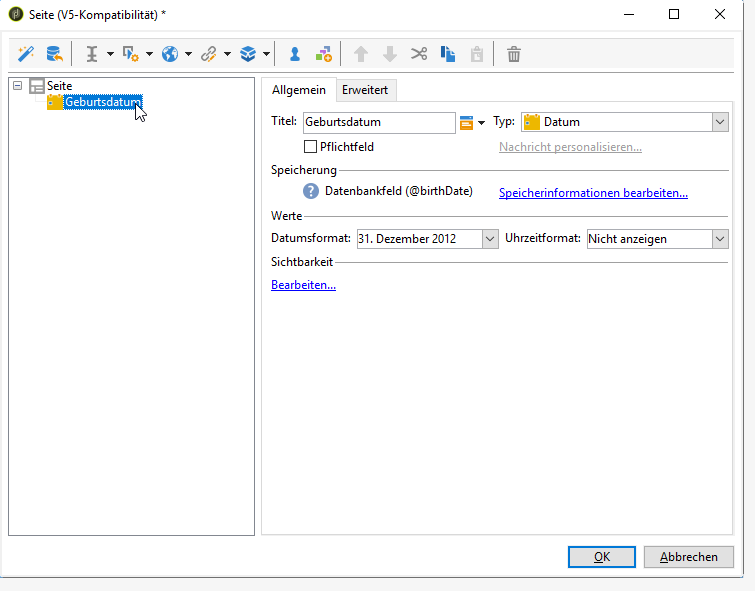 Seite (V5-Kompatibilität) *
Seite
Geburtsdatum
Allgemein Erweitert
Titel: Geburtsdatum Typ: Datum
Pflichtfeld Nachricht personalisieren...
Speicherung
Datenbankfeld (@birthDate) Speicherinformationen bearbeiten...
Werte
Datumsformat: 31. Dezember 2012 Uhrzeitformat: Nicht anzeigen
Sichtbarkeit
Bearbeiten...
OK Abbrechen